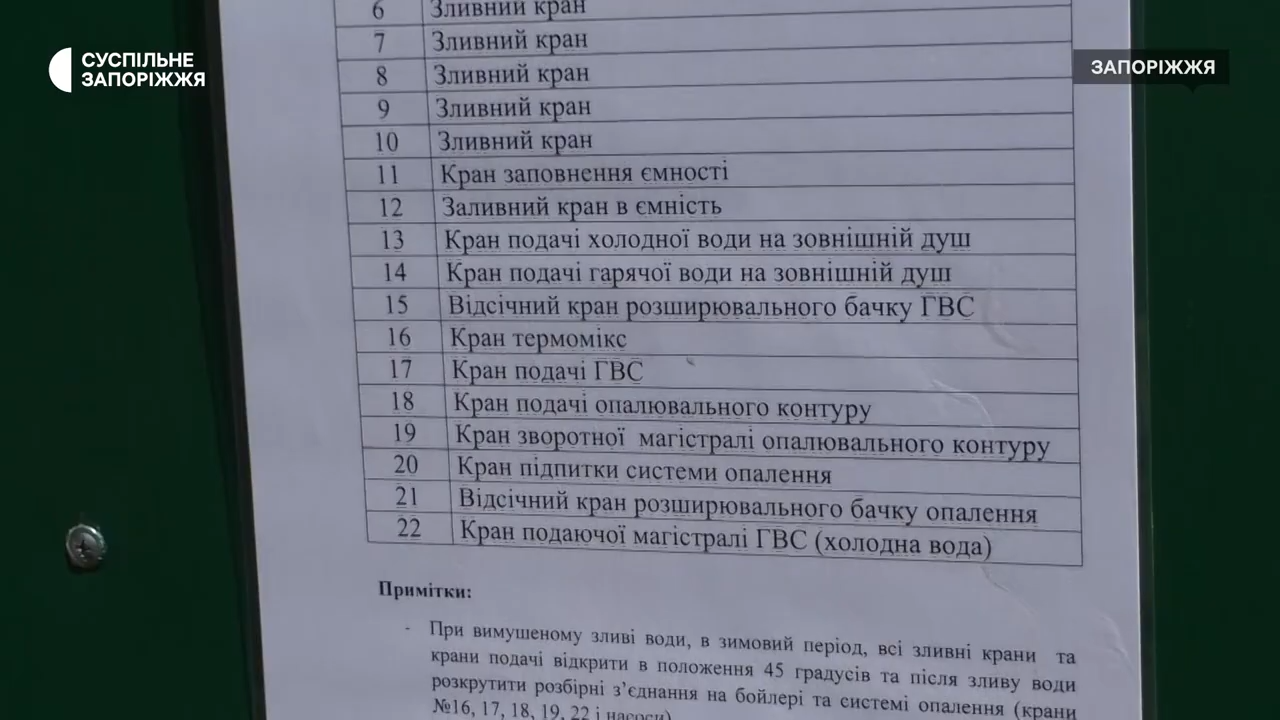 СУСПІЛЬНЕ
ЗАПОРІЖЖЯ
ЗАПОРІЖЖЯ
6 Зливний кран
7 Зливний кран
8 Зливний кран
9 Зливний кран
10 Зливний кран
11 Кран заповнення ємності
12 Заливний кран в ємність
13 Кран подачі холодної води на зовнішній душ
14 Кран подачі гарячої води на зовнішній душ
15 Відсічний кран розширювального бачку ГВС
16 Кран термомікс
17 Кран подачі ГВС
18 Кран подачі опалювального контуру
19 Кран зворотної магістралі опалювального контуру
20 Кран підпитки системи опалення
21 Відсічний кран розширювального бачку опалення
22 Кран подаючої магістралі ГВС (холодна вода)
Примітки:
- При вимушеному зливі води, в зимовий період, всі зливні крани та
крани подачі відкрити в положення 45 градусів та після зливу води
розкрутити розбірні з’єднання на бойлері та системі опалення (крани
№16, 17, 18, 19, 22 і насоси)